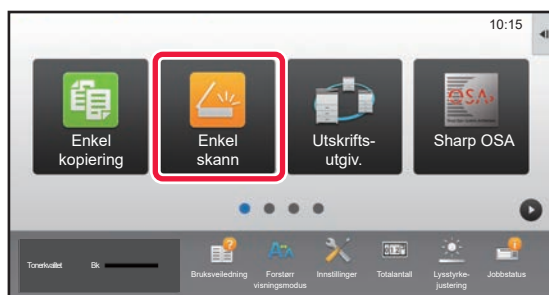 10:15
Enkel
kopiering
Enkel
skann
Utskrifts-
utgiv.
OSA
Sharp OSA
Tonerkvalitet Bk
Bruksveiledning
Forstørr
visningsmodus
Innstillinger
Totalantall
Lysstyrke-
justering
Jobbstatus